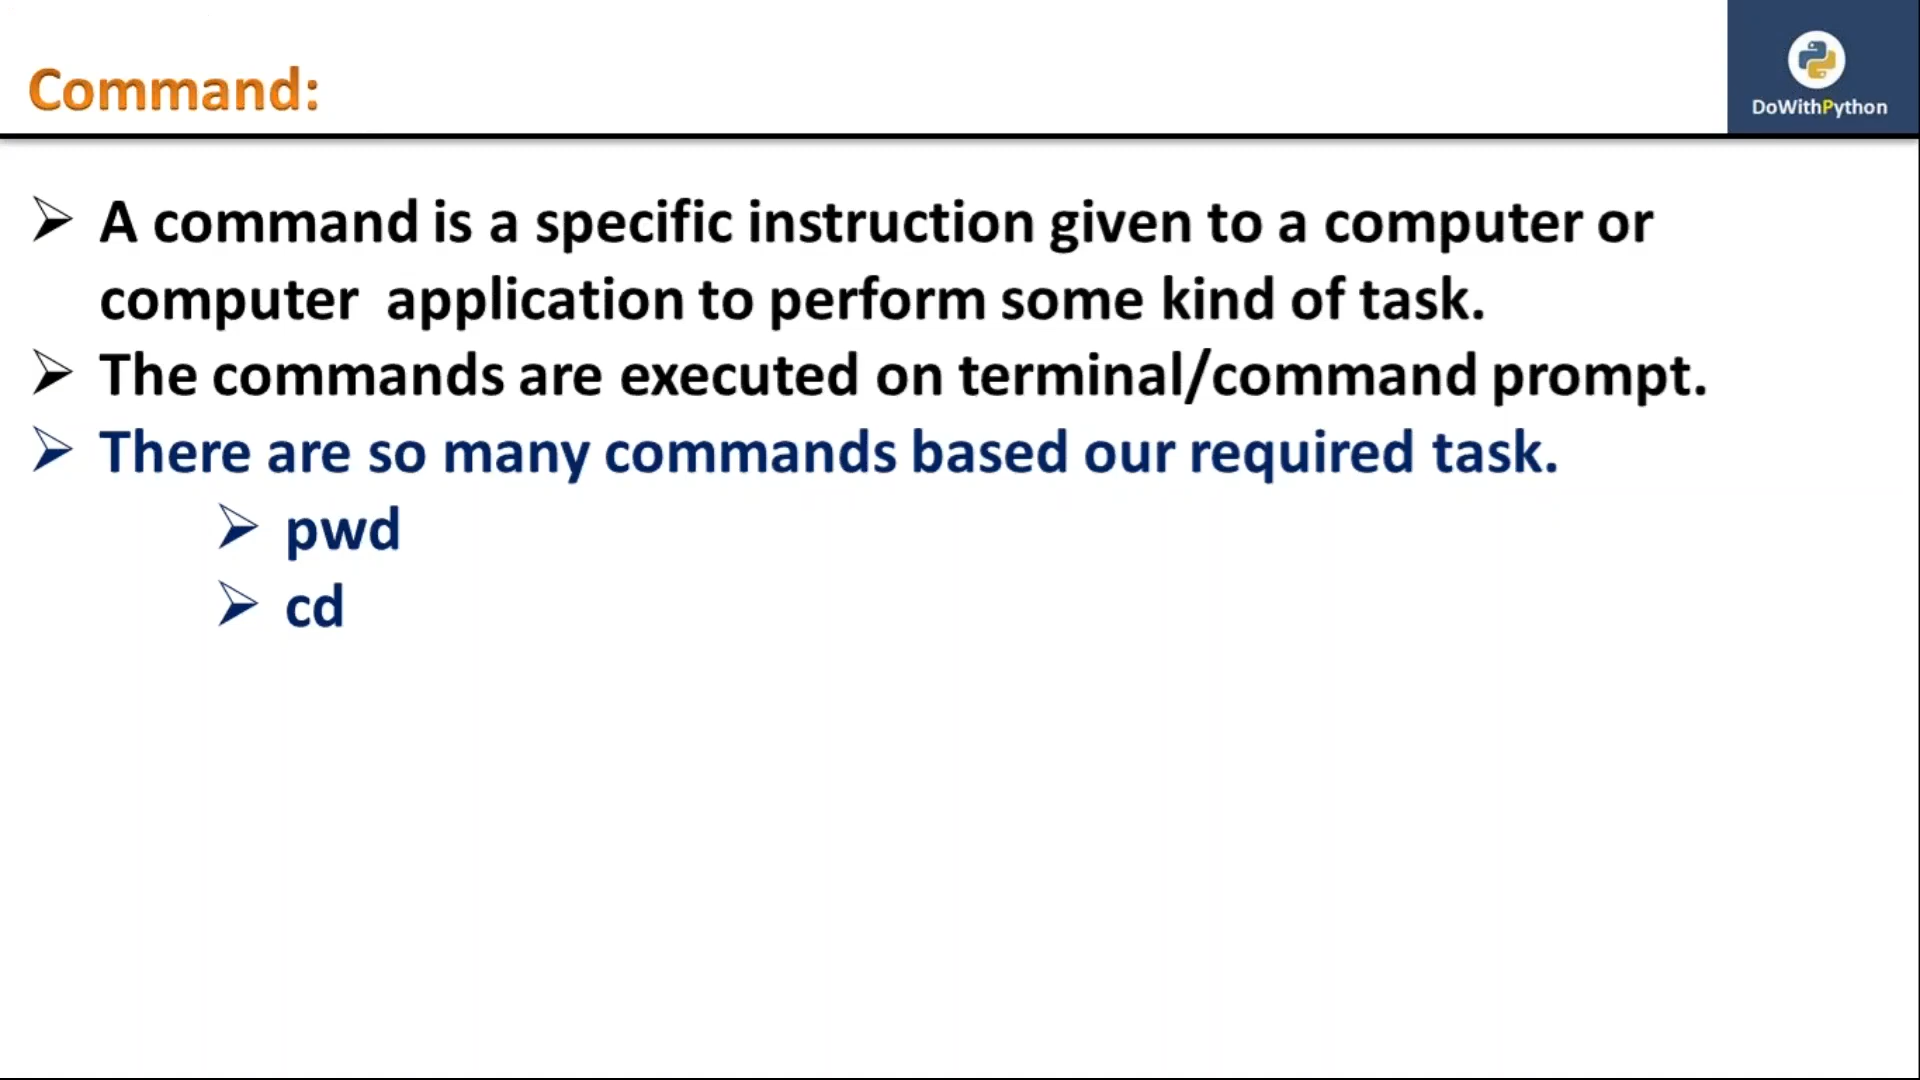 Command:
DoWithPython
A command is a specific instruction given to a computer or
computer application to perform some kind of task.
The commands are executed on terminal/command prompt.
There are so many commands based our required task.
pwd
cd